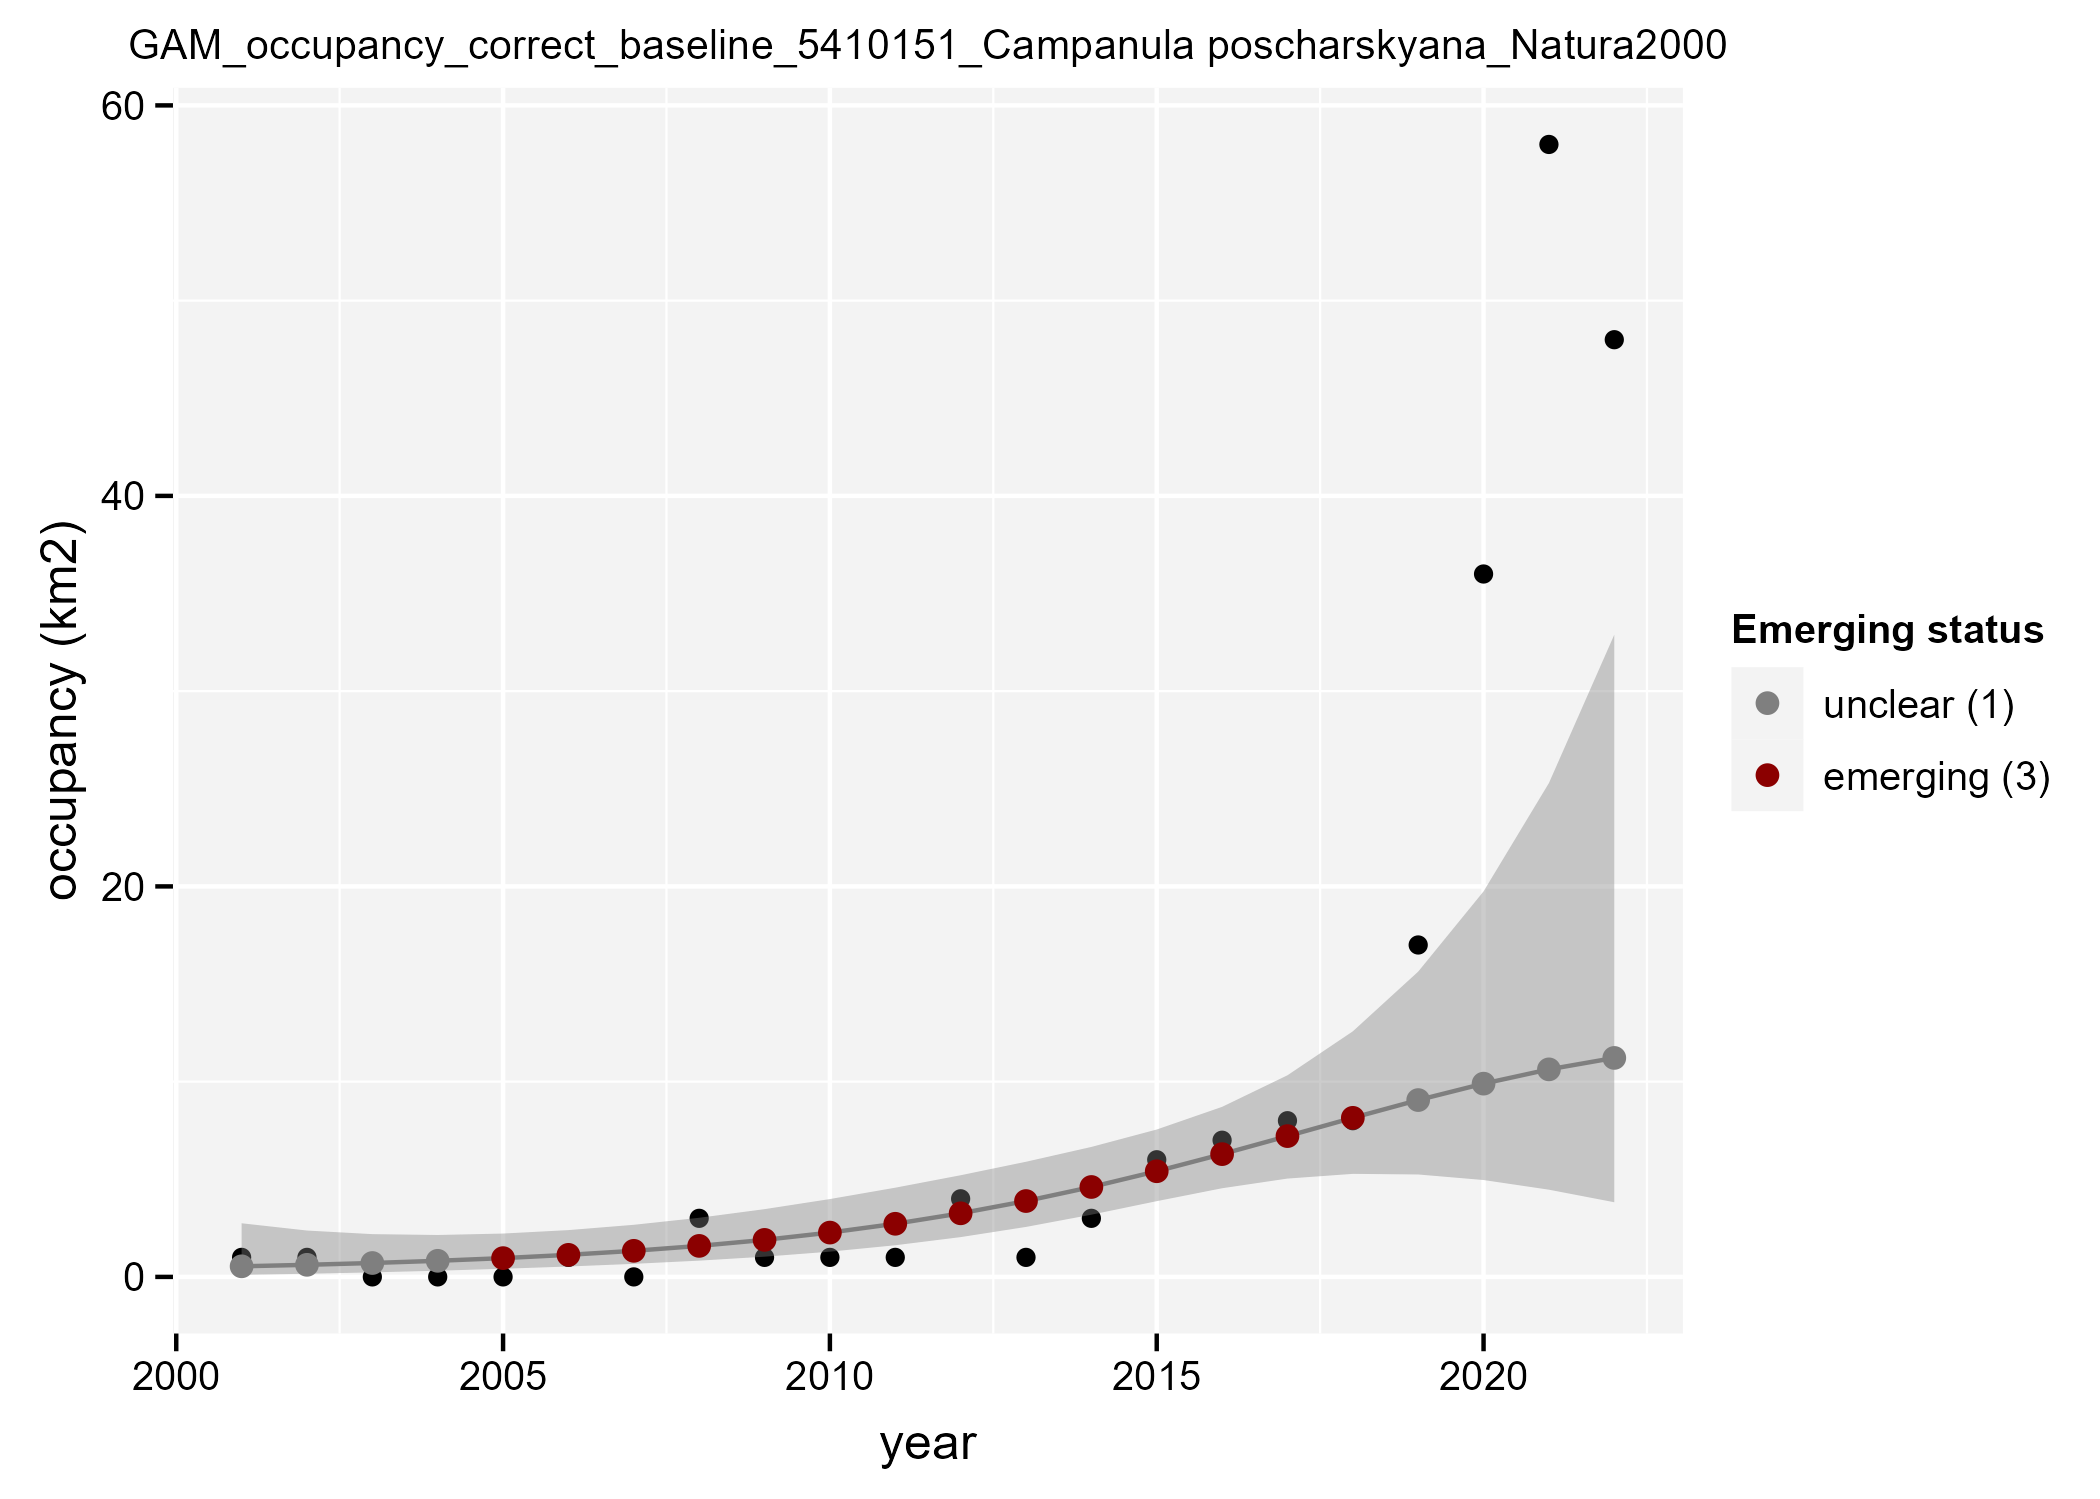 GAM_occupancy_correct_baseline_5410151_Campanula poscharskyana_Natura2000
60
40
20
0
occupancy (km2)
2000 2005 2010 2015 2020
year
Emerging status
unclear (1)
emerging (3)